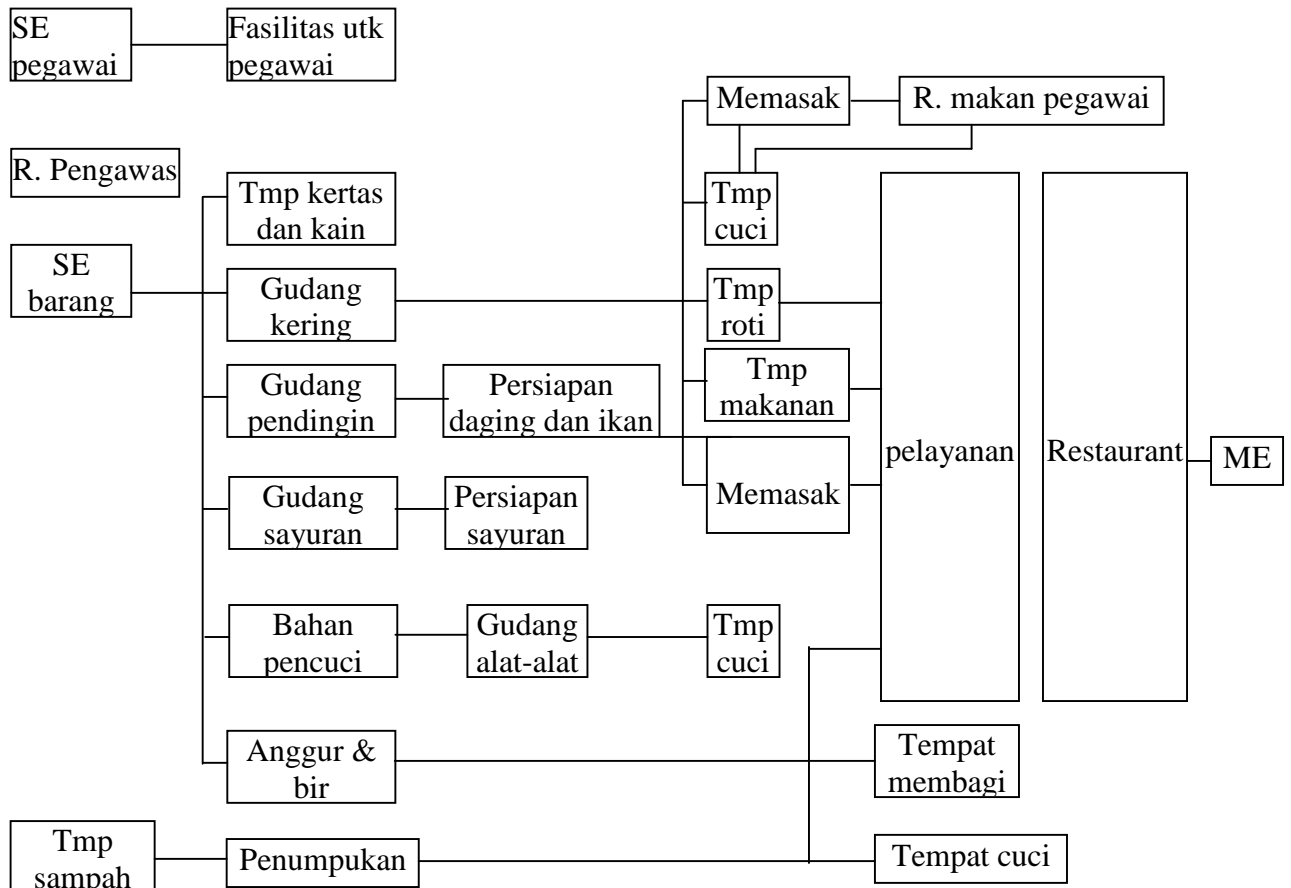 SE
pegawai
Fasilitas utk
pegawai
Memasak
R. makan pegawai
R. Pengawas
Tmp kertas
dan kain
Tmp
cuci
SE
barang
Gudang
kering
Tmp
roti
Gudang
pendingin
Persiapan
daging dan ikan
Tmp
makanan
pelayanan
Restaurant
ME
Gudang
sayuran
Persiapan
sayuran
Memasak
Bahan
pencuci
Gudang
alat-alat
Tmp
cuci
Anggur &
bir
Tempat
membagi
Tmp
sampah
Penumpukan
Tempat cuci